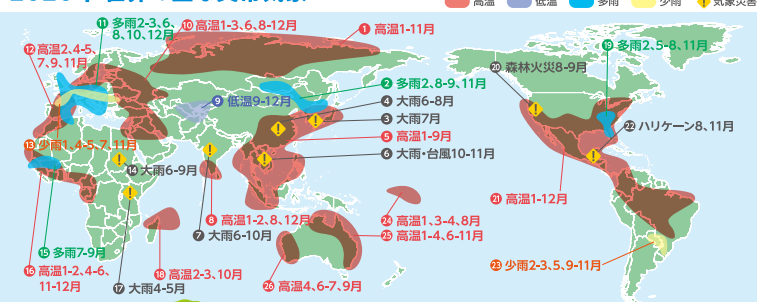 高温
低温
多雨
少雨
気象災害
⑪ 多雨2-3、6、
8、10、12月
⑩ 高温1-3、6、8-12月
① 高温1-11月
⑫ 高温2、4-5、
7、9、11月
⑲ 多雨2、5-8、11月
⑳ 森林火災8-9月
② 多雨2、8-9、11月
⑨ 低温9-12月
④ 大雨6-8月
③ 大雨7月
㉒ ハリケーン8、11月
⑤ 高温1-9月
⑬ 少雨1、4-5、7、11月
⑥ 大雨・台風10-11月
⑭ 大雨6-9月
㉑ 高温1-12月
⑧ 高温1-2、8、12月
㉔ 高温1、3-4、8月
⑦ 大雨6-10月
㉕ 高温1-4、6-11月
⑮ 多雨7-9月
㉓ 少雨2-3、5、9-11月
⑯ 高温1-2、4-6、
11-12月
⑱ 高温2-3、10月
⑰ 大雨4-5月
㉖ 高温4、6-7、9月